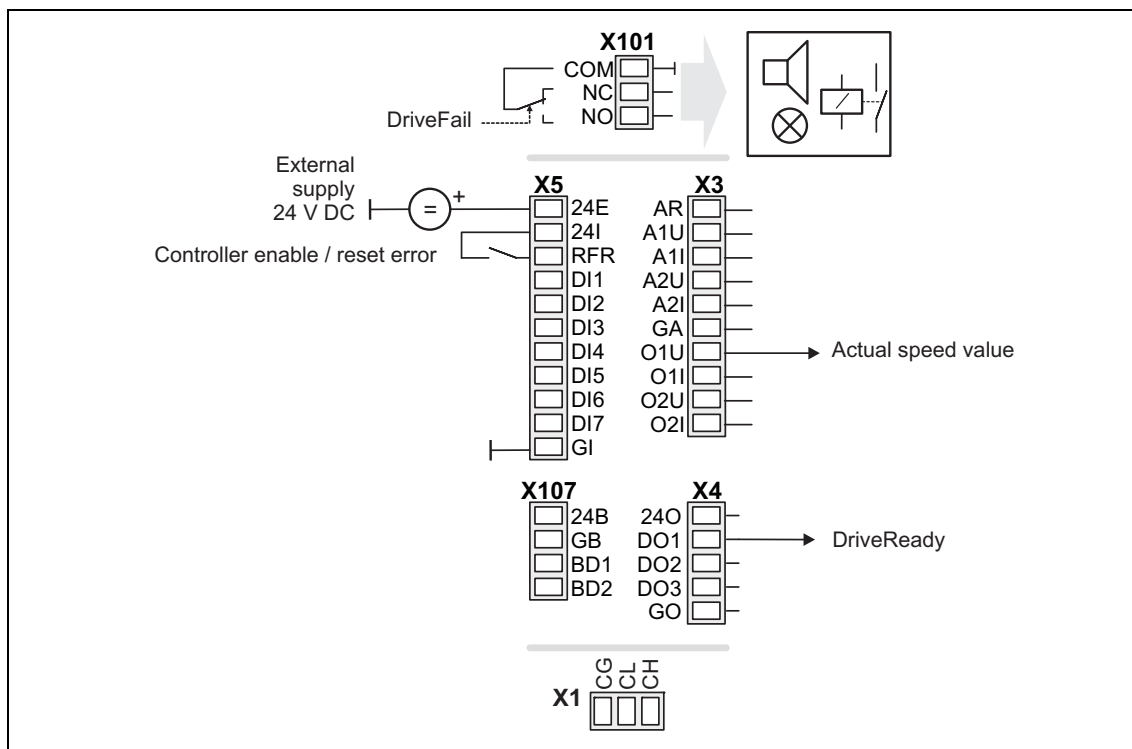 X101
COM
NC
NO
DriveFail
External
supply
24 V DC
=
+
Controller enable / reset error
X5
24E
24I
RFR
DI1
DI2
DI3
DI4
DI5
DI6
DI7
GI
X3
AR
A1U
A1I
A2U
A2I
GA
O1U
O1I
O2U
O2I
Actual speed value
X107
24B
GB
BD1
BD2
X4
24O
DO1
DO2
DO3
GO
DriveReady
CG
CL
CH
X1